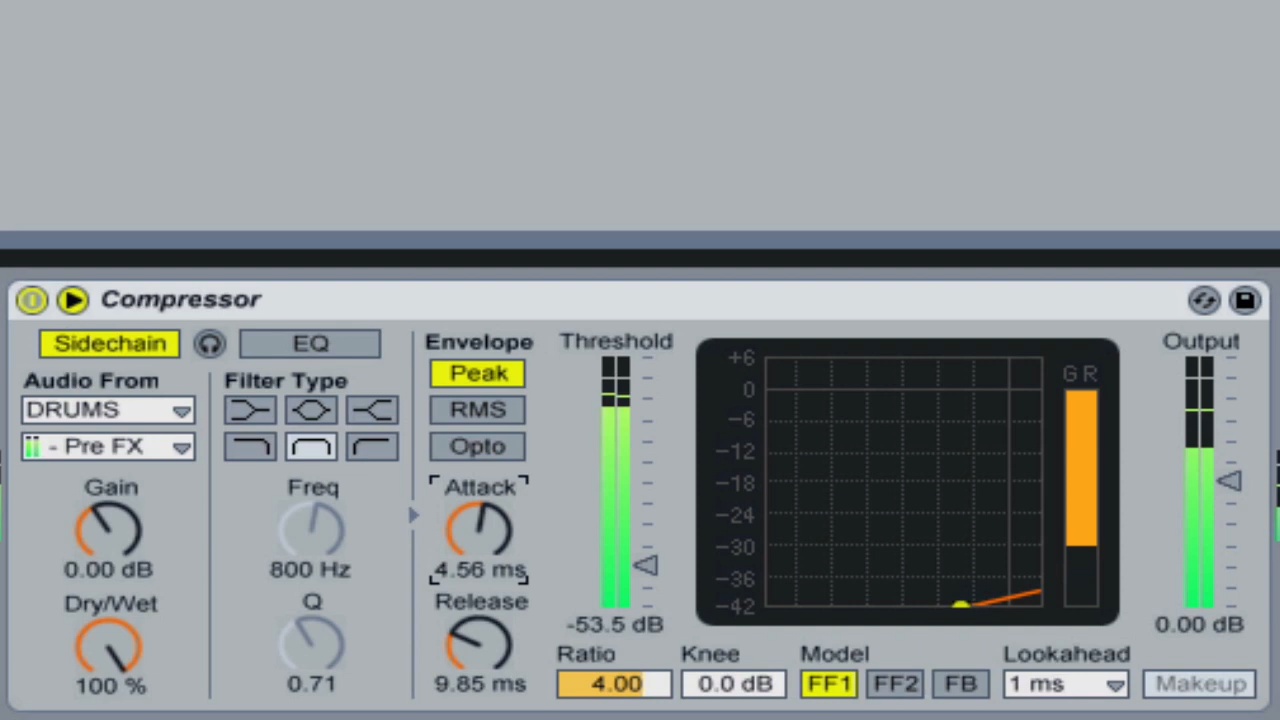 Compressor
Sidechain
EQ
Audio From
DRUMS
- Pre FX
Gain
0.00 dB
Dry/Wet
100 %
Filter Type
Freq
800 Hz
Q
0.71
Envelope
Peak
RMS
Opto
Attack
4.56 ms
Release
9.85 ms
Threshold
-53.5 dB
+6
0
-6
-12
-18
-24
-30
-36
-42
GR
Output
0.00 dB
Ratio
4.00
Knee
0.0 dB
Model
FF1 FF2 FB
Lookahead
1 ms
Makeup